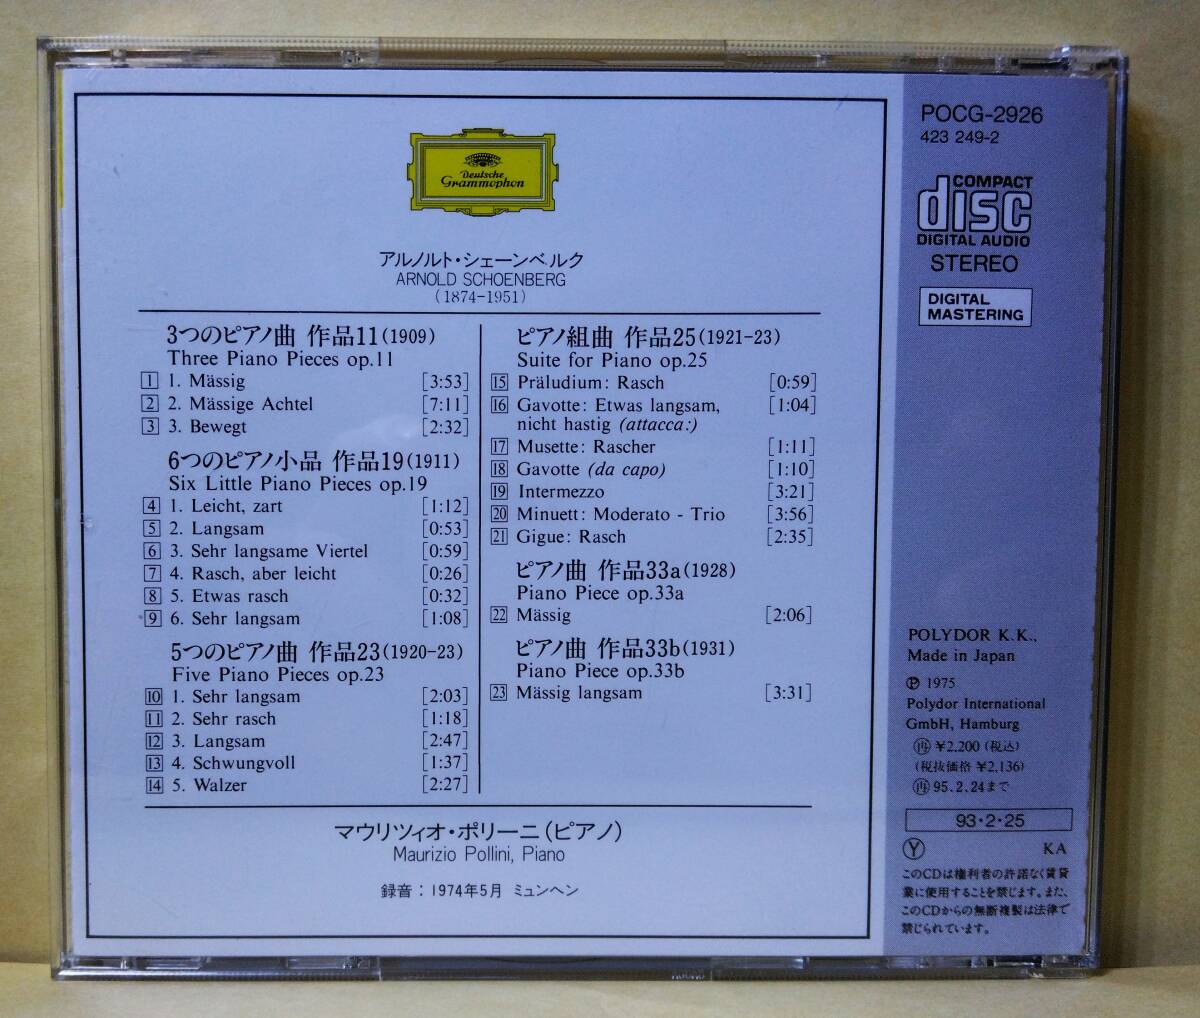 Deutsche
Grammophon
アルノルト・シェーンベルク
ARNOLD SCHOENBERG
(1874-1951)
3つのピアノ曲 作品11(1909)
Three Piano Pieces op.11
1 1. Mässig [3:53]
2 2. Mässige Achtel [7:11]
3 3. Bewegt [2:32]
6つのピアノ小品 作品19(1911)
Six Little Piano Pieces op.19
4 1. Leicht, zart [1:12]
5 2. Langsam [0:53]
6 3. Sehr langsame Viertel [0:59]
7 4. Rasch, aber leicht [0:26]
8 5. Etwas rasch [0:32]
9 6. Sehr langsam [1:08]
5つのピアノ曲 作品23(1920-23)
Five Piano Pieces op.23
10 1. Sehr langsam [2:03]
11 2. Sehr rasch [1:18]
12 3. Langsam [2:47]
13 4. Schwungvoll [1:37]
14 5. Walzer [2:27]
ピアノ組曲 作品25(1921-23)
Suite for Piano op.25
15 Präludium: Rasch [0:59]
16 Gavotte: Etwas langsam, [1:04]
nicht hastig (attacca:)
17 Musette: Rascher [1:11]
18 Gavotte (da capo) [1:10]
19 Intermezzo [3:21]
20 Minuett: Moderato - Trio [3:56]
21 Gigue: Rasch [2:35]
ピアノ曲 作品33a(1928)
Piano Piece op.33a
22 Mässig [2:06]
ピアノ曲 作品33b(1931)
Piano Piece op.33b
23 Mässig langsam [3:31]
マウリツィオ・ポリーニ(ピアノ)
Maurizio Pollini, Piano
録音：1974年5月 ミュンヘン
POCG-2926
423 249-2
COMPACT
disc
DIGITAL AUDIO
STEREO
DIGITAL
MASTERING
POLYDOR K.K.,
Made in Japan
℗ 1975
Polydor International
GmbH, Hamburg
㊢ ¥2,200 (税込)
(税抜価格 ¥2,136)
再 95.2.24まで
93・2・25
Ⓨ KA
このCDは権利者の許諾なく賃貸
業に使用することを禁じます。また、
このCDからの無断複製は法律で
禁じられています。